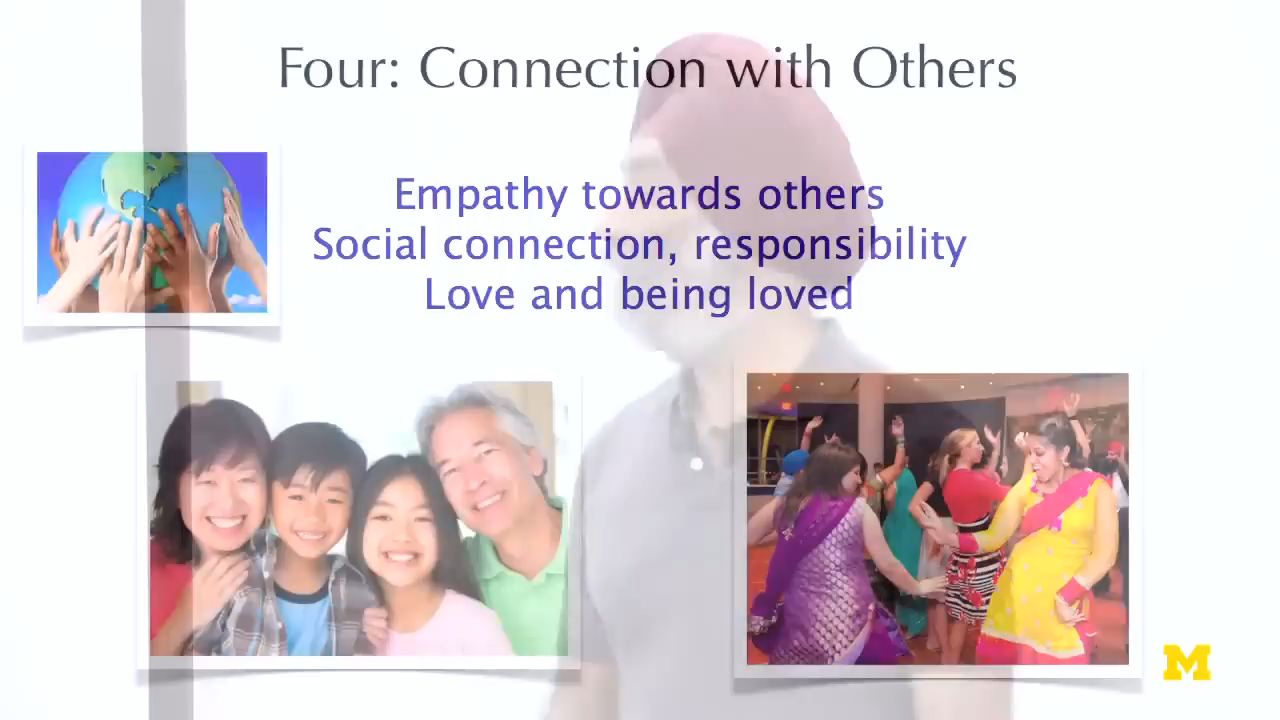 Four: Connection with Others
Empathy towards others
Social connection, responsibility
Love and being loved
M